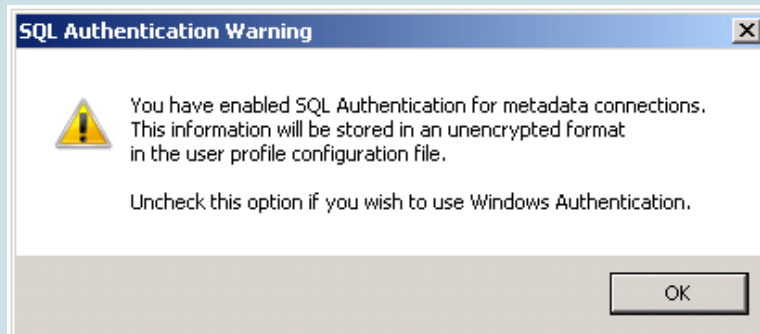 SQL Authentication Warning
You have enabled SQL Authentication for metadata connections.
This information will be stored in an unencrypted format
in the user profile configuration file.
Uncheck this option if you wish to use Windows Authentication.
OK